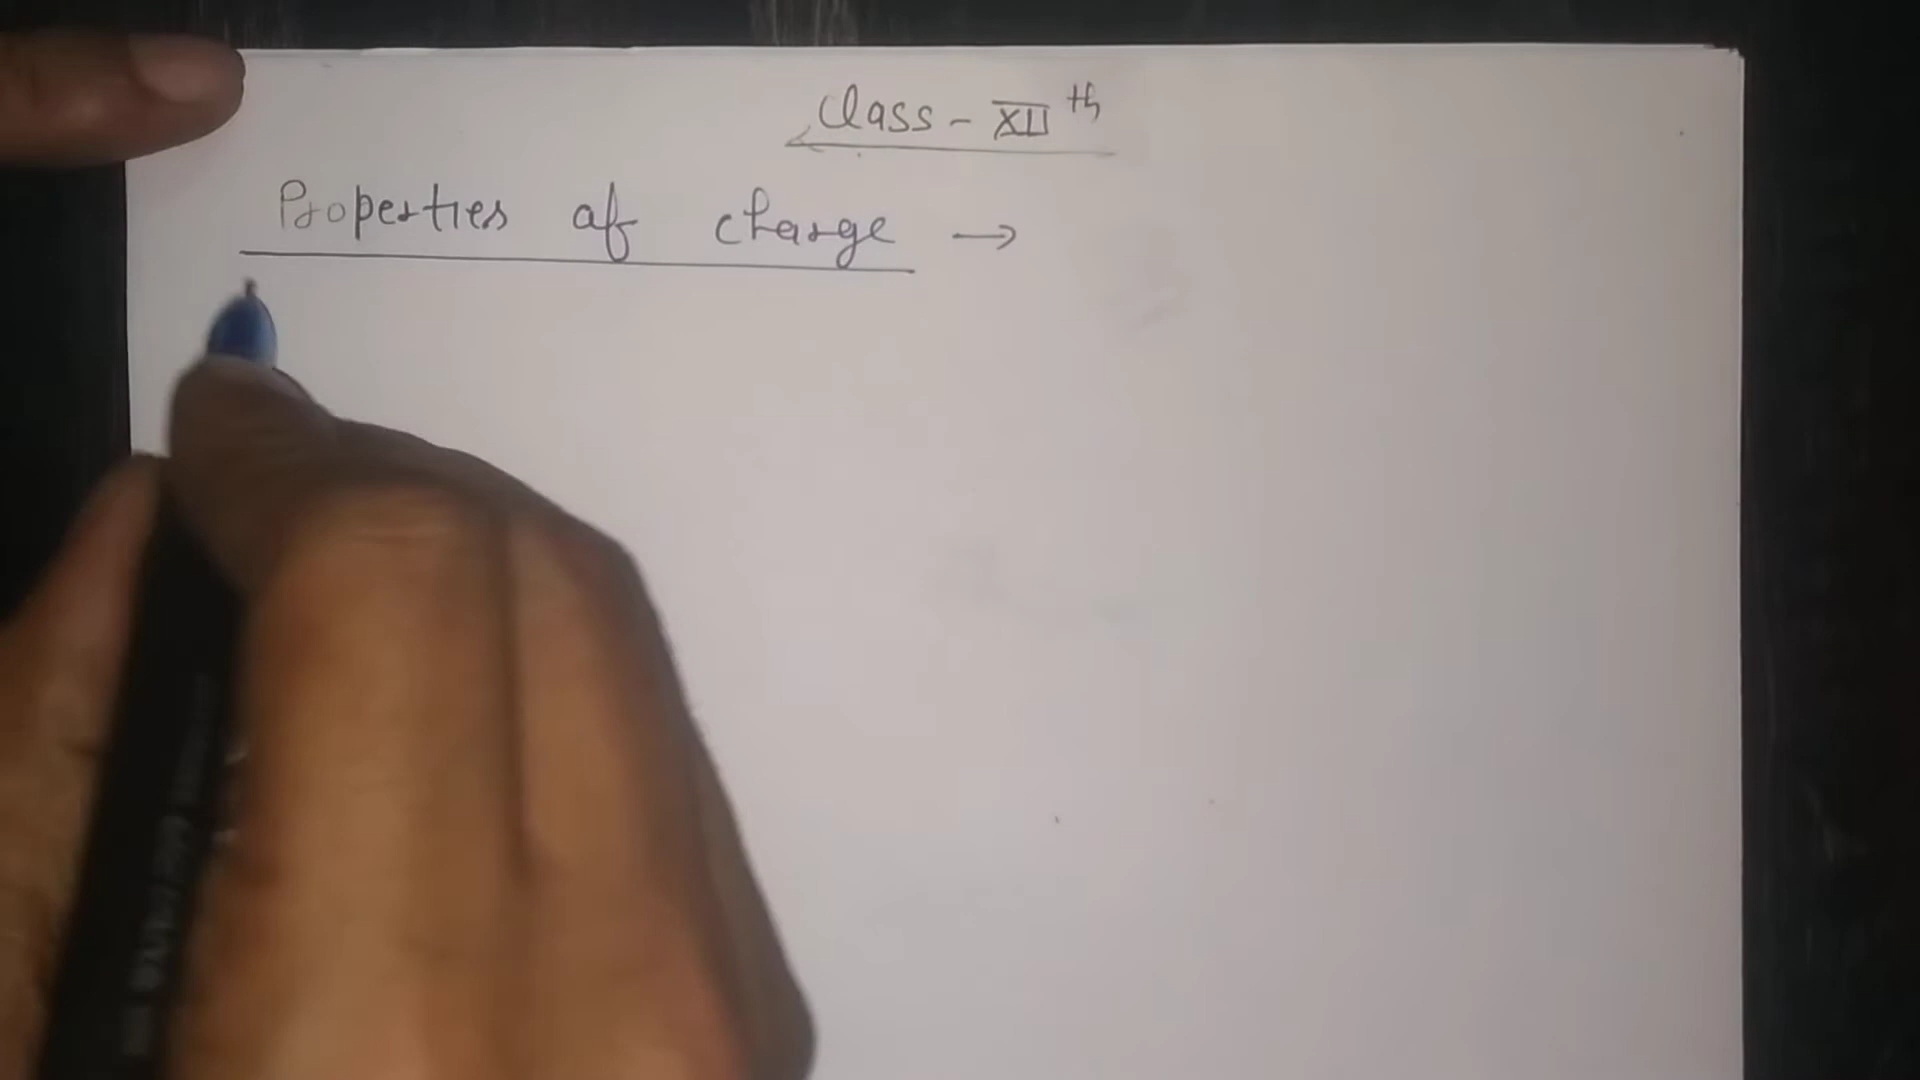 Class - XII th
Properties of charge →